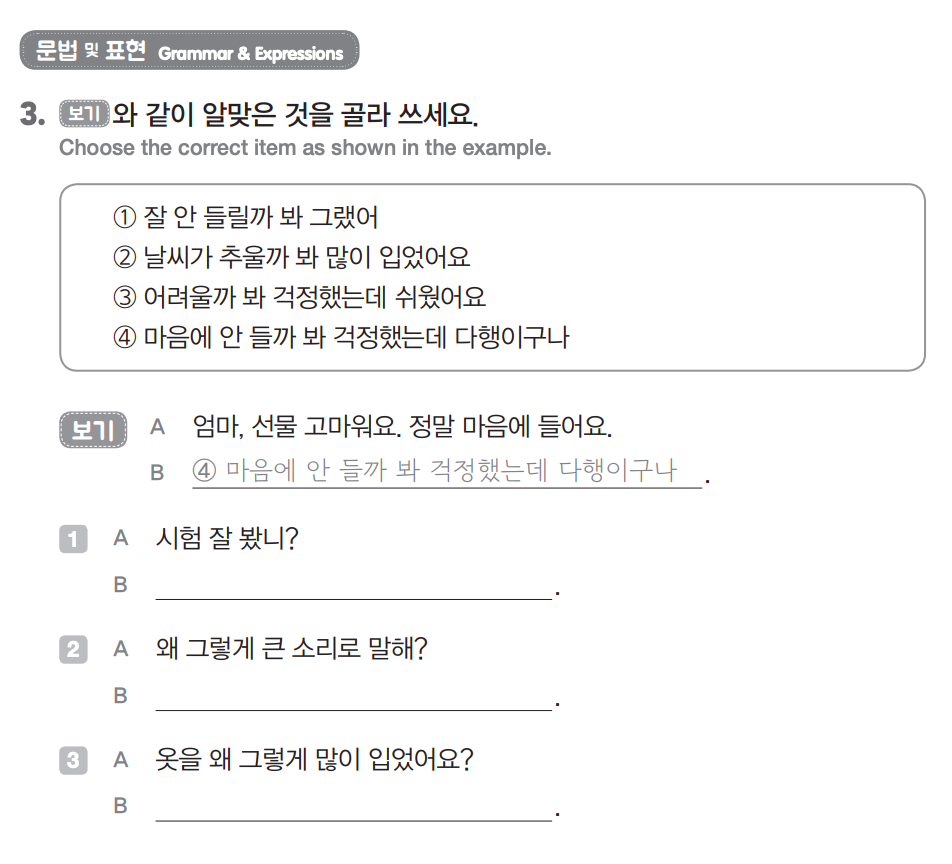 문법 및 표현 Grammar & Expressions
3. 보기 와 같이 알맞은 것을 골라 쓰세요.
Choose the correct item as shown in the example.
① 잘 안 들릴까 봐 그랬어
② 날씨가 추울까 봐 많이 입었어요
③ 어려울까 봐 걱정했는데 쉬웠어요
④ 마음에 안 들까 봐 걱정했는데 다행이구나
보기 A 엄마, 선물 고마워요. 정말 마음에 들어요.
B ④ 마음에 안 들까 봐 걱정했는데 다행이구나.
1 A 시험 잘 봤니?
B .
2 A 왜 그렇게 큰 소리로 말해?
B .
3 A 옷을 왜 그렇게 많이 입었어요?
B .